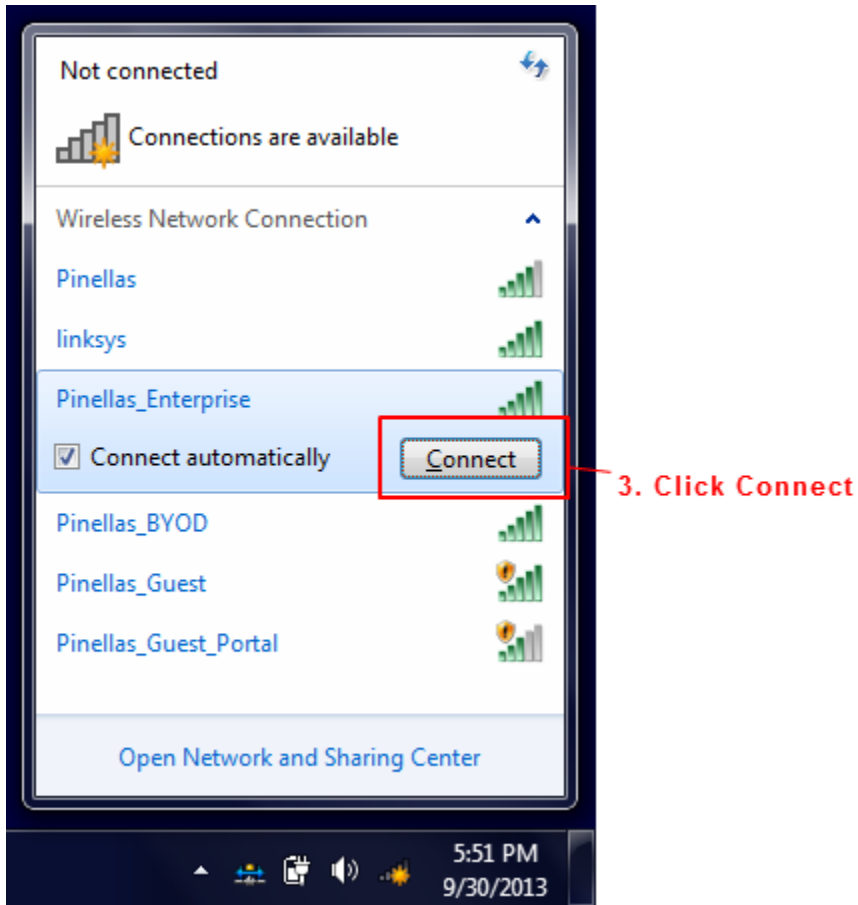 Not connected
Connections are available
Wireless Network Connection
Pinellas
linksys
Pinellas_Enterprise
Connect automatically
Connect
3. Click Connect
Pinellas_BYOD
Pinellas_Guest
Pinellas_Guest_Portal
Open Network and Sharing Center
5:51 PM
9/30/2013